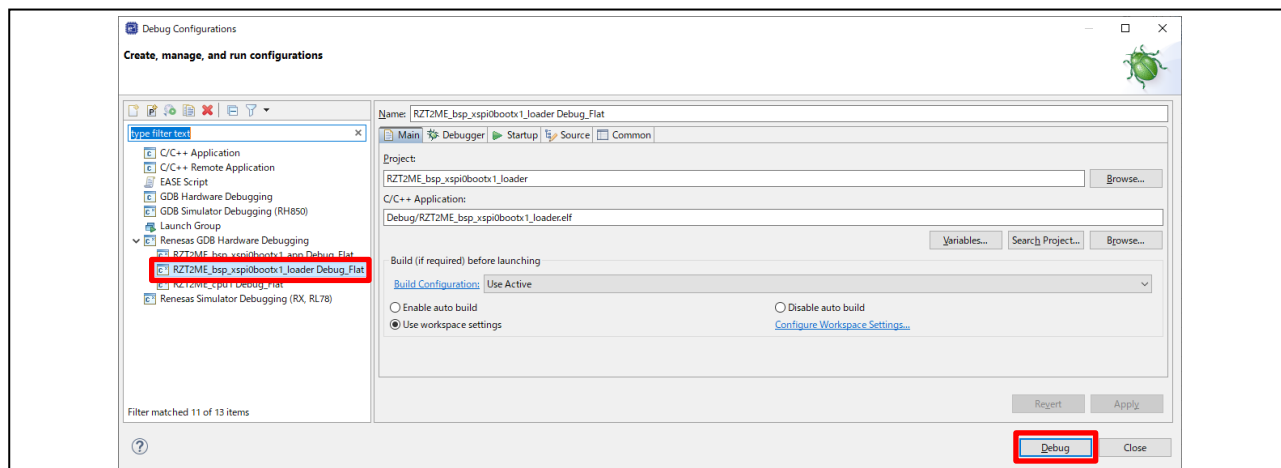 Debug Configurations
Create, manage, and run configurations
type filter text
C/C++ Application
C/C++ Remote Application
EASE Script
GDB Hardware Debugging
GDB Simulator Debugging (RH850)
Launch Group
Renesas GDB Hardware Debugging
RZT2ME_bsp_xspi0bootx1_app Debug_Flat
RZT2ME_bsp_xspi0bootx1_loader Debug_Flat
RZT2ME_cpu1 Debug_Flat
Renesas Simulator Debugging (RX, RL78)
Filter matched 11 of 13 items
Name: RZT2ME_bsp_xspi0bootx1_loader Debug_Flat
Main Debugger Startup Source Common
Project:
RZT2ME_bsp_xspi0bootx1_loader Browse...
C/C++ Application:
Debug/RZT2ME_bsp_xspi0bootx1_loader.elf
Variables... Search Project... Browse...
Build (if required) before launching
Build Configuration: Use Active
Enable auto build Disable auto build
Use workspace settings Configure Workspace Settings...
Revert Apply
Debug Close